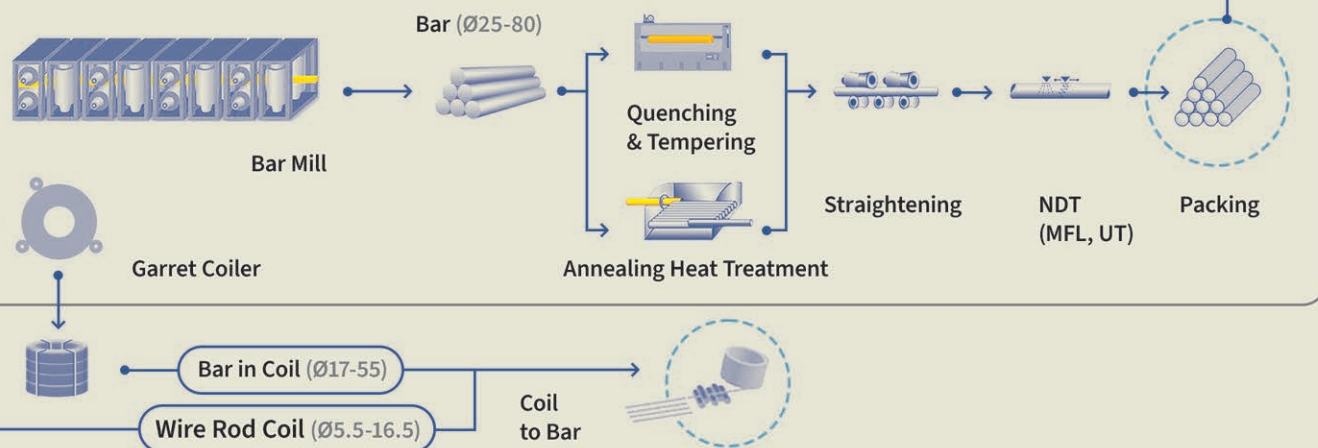 Bar (Ø25-80)
Bar Mill
Quenching
& Tempering
Straightening
NDT
(MFL, UT)
Packing
Garret Coiler
Annealing Heat Treatment
Bar in Coil (Ø17-55)
Wire Rod Coil (Ø5.5-16.5)
Coil
to Bar